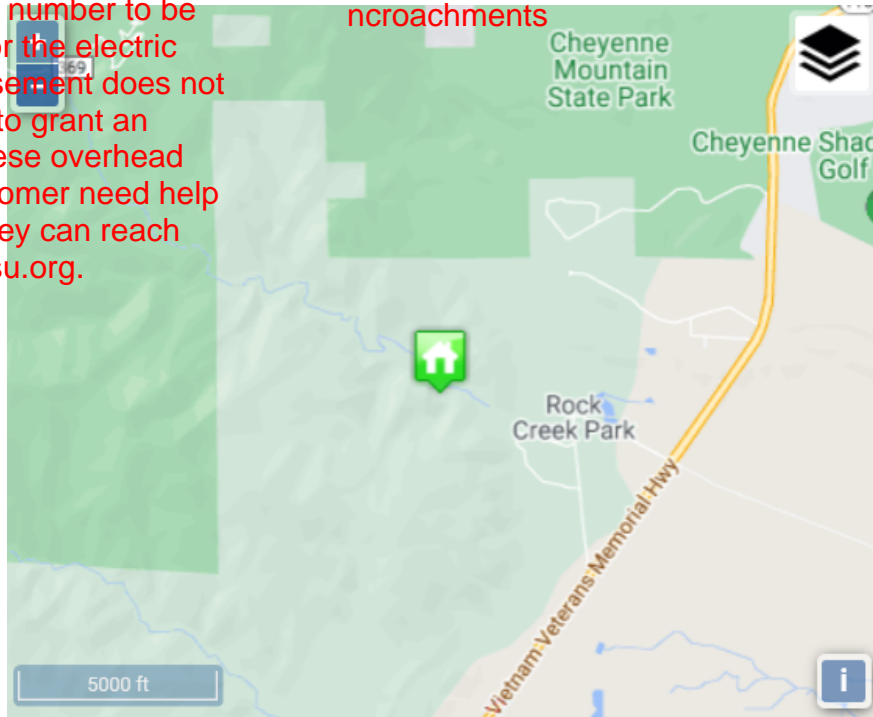 number to be
the electric
369
sement does not
to grant an
ese overhead
omer need help
ey can reach
su.org.
ncroachments
Cheyenne
Mountain
State Park
Cheyenne Shad
Golf
Rock
Creek Park
Vietnam Veterans Memorial Hwy
5000 ft
i